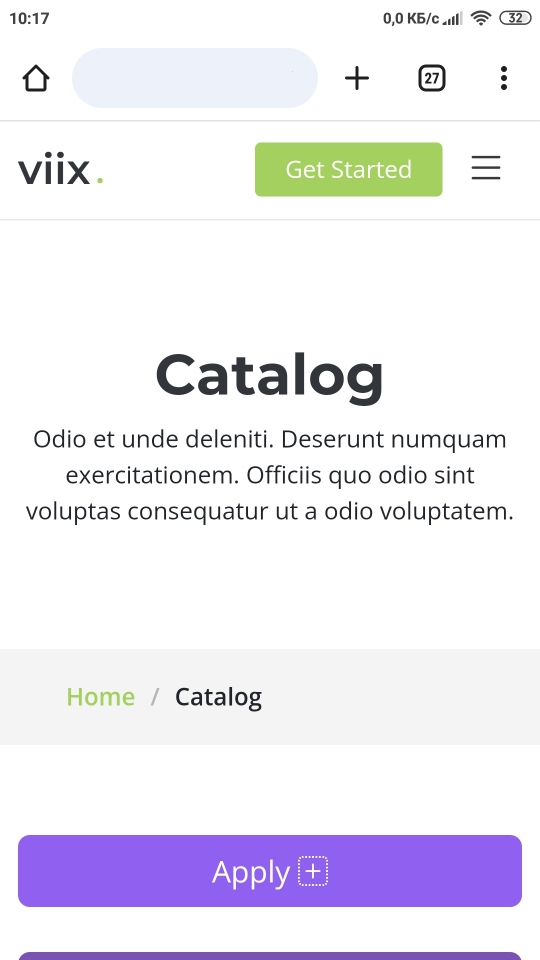 10:17
0,0 КБ/с
32
27
viix.
Get Started
Catalog
Odio et unde deleniti. Deserunt numquam
exercitationem. Officiis quo odio sint
voluptas consequatur ut a odio voluptatem.
Home / Catalog
Apply